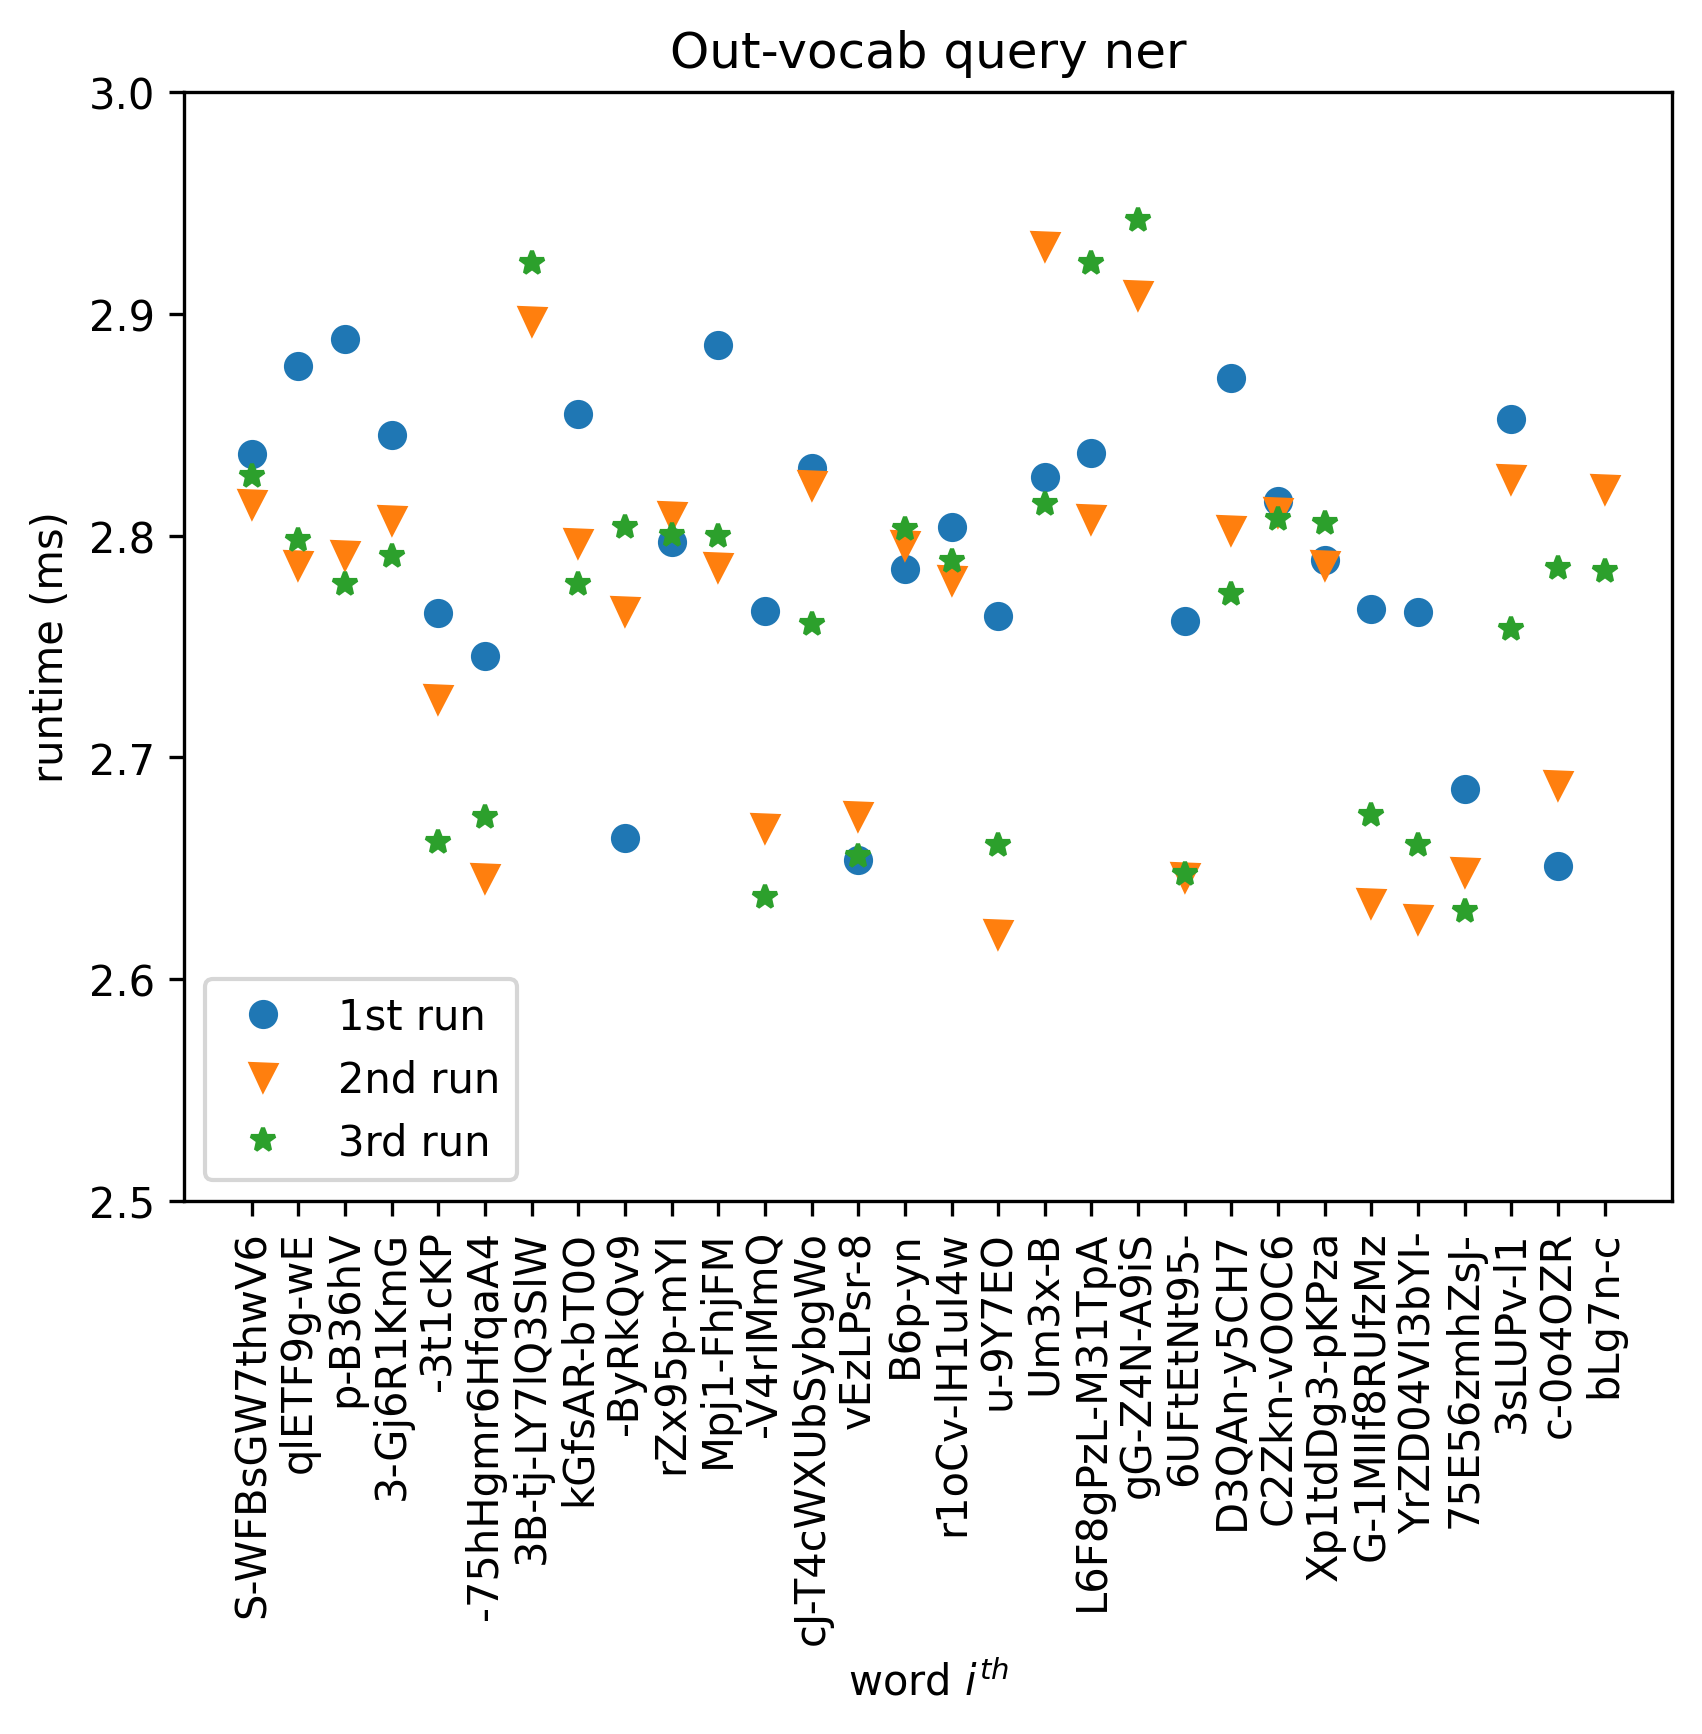 Out-vocab query ner
3.0
2.9
2.8
2.7
2.6
2.5
runtime (ms)
1st run
2nd run
3rd run
S-WFBsGW7thwV6
qlETF9g-wE
p-B36hV
3-Gj6R1KmG
-3t1cKP
-75hHgmr6HfqaA4
3B-tj-LY7lQ3SlW
kGfsAR-bT0O
-ByRkQv9
rZx95p-mYI
Mpj1-FhjFM
-V4rlMmQ
cJ-T4cWXUbSybgWo
vEzLPsr-8
B6p-yn
r1oCv-lH1ul4w
u-9Y7EO
Um3x-B
L6F8gPzL-M31TpA
gG-Z4N-A9iS
6UFtEtNt95-
D3QAn-y5CH7
C2Zkn-vOOC6
Xp1tdDg3-pKPza
G-1MIlf8RUfzMz
YrZD04VI3bYI-
75E56zmhZsJ-
3sLUPv-l1
c-0o4OZR
bLg7n-c
word i^th